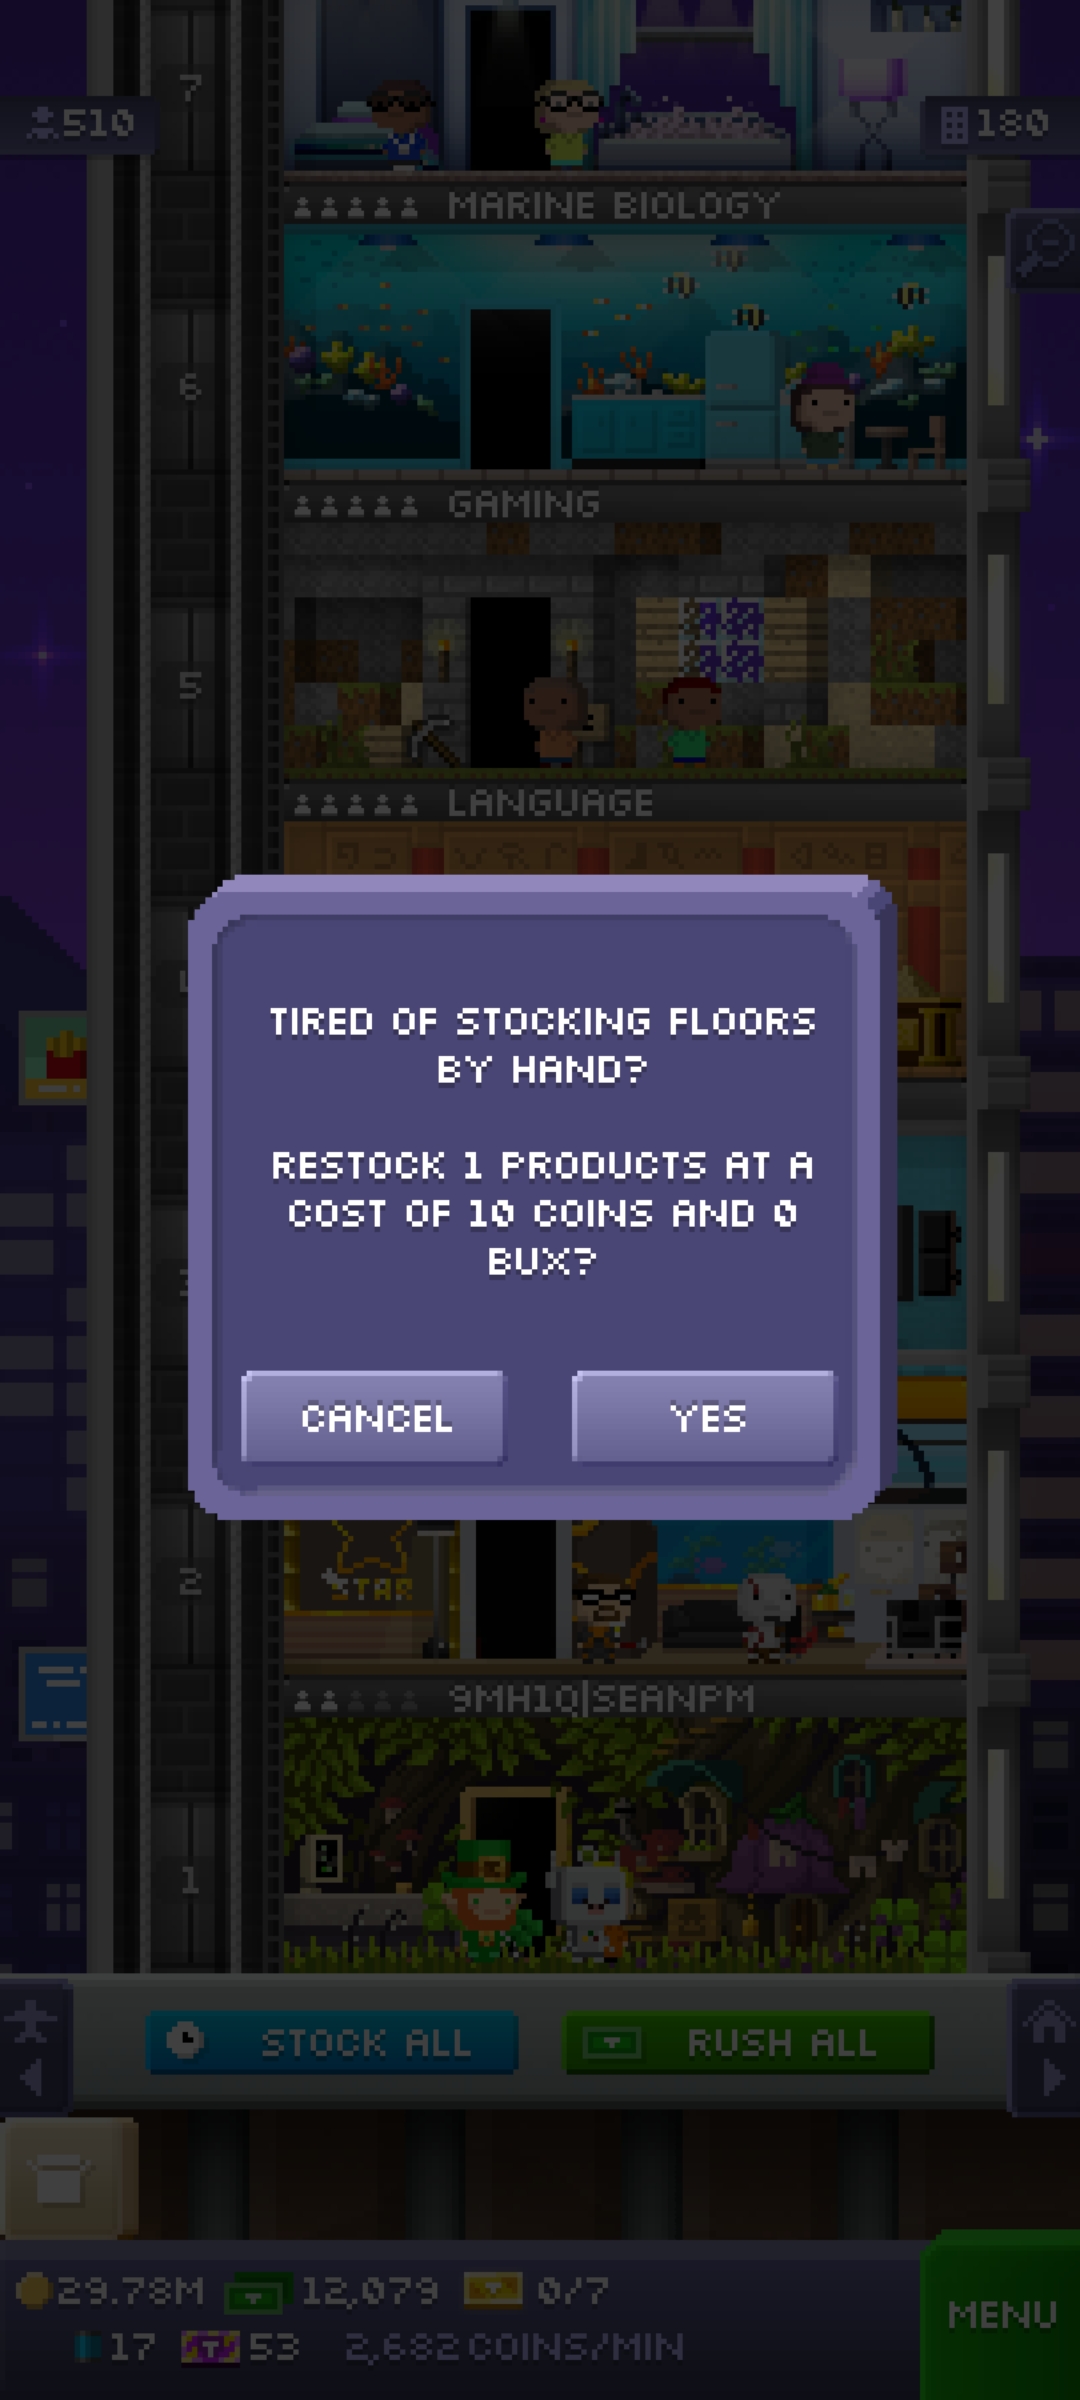 7
510
180
MARINE BIOLOGY
6
GAMING
5
LANGUAGE
TIRED OF STOCKING FLOORS
BY HAND?
RESTOCK 1 PRODUCTS AT A
COST OF 10 COINS AND 0
BUX?
CANCEL
YES
2
STAR
9MH1Q|SEANPM
1
STOCK ALL
RUSH ALL
29.78M
12,079
0/7
MENU
17
T
53
2,682 COINS/MIN